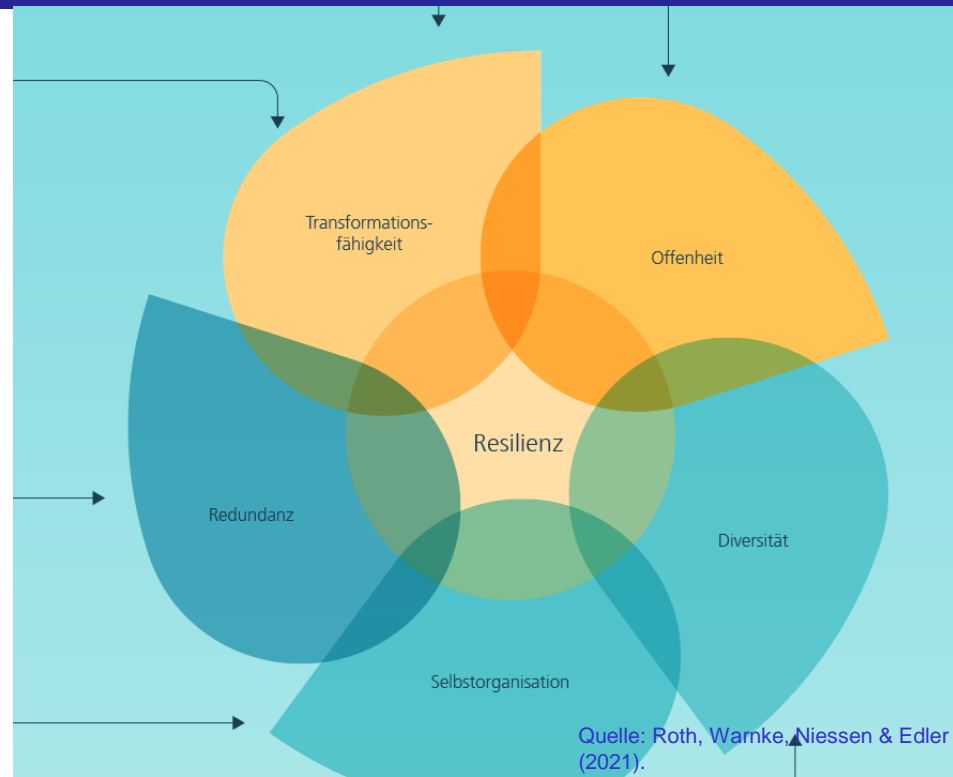 Transformations-
fähigkeit
Offenheit
Resilienz
Redundanz
Diversität
Selbstorganisation
Quelle: Roth, Warnke, Niessen & Edler
(2021).